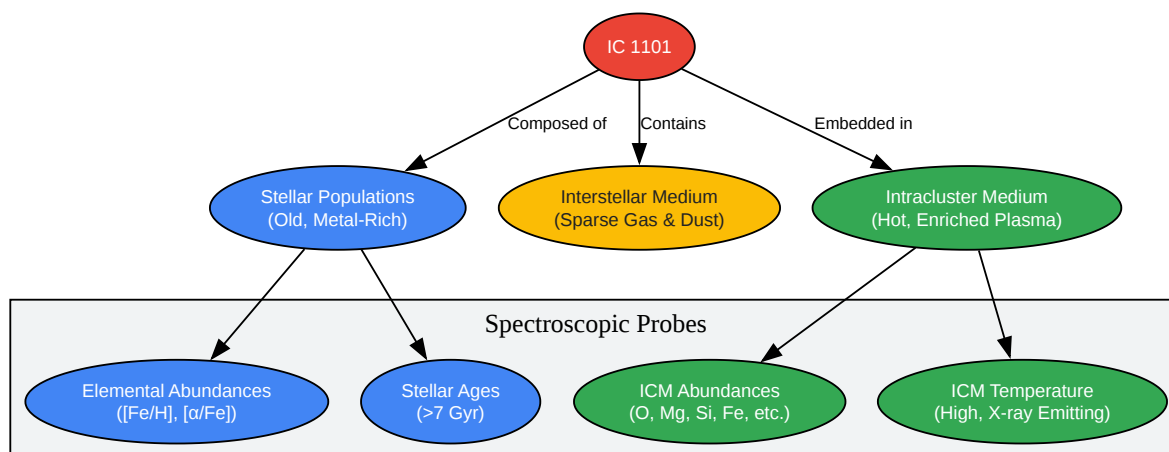 IC 1101
Composed of
Contains
Embedded in
Stellar Populations
(Old, Metal-Rich)
Interstellar Medium
(Sparse Gas & Dust)
Intracluster Medium
(Hot, Enriched Plasma)
Spectroscopic Probes
Elemental Abundances
([Fe/H], [α/Fe])
Stellar Ages
(>7 Gyr)
ICM Abundances
(O, Mg, Si, Fe, etc.)
ICM Temperature
(High, X-ray Emitting)